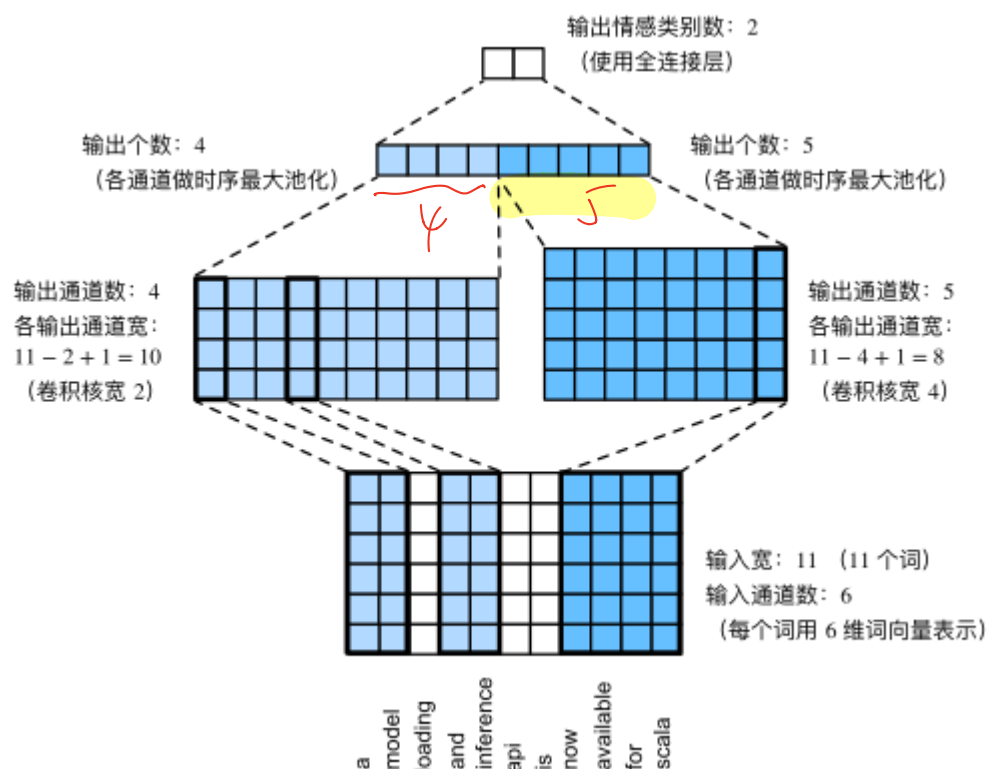 输出情感类别数：2
（使用全连接层）
输出个数：4
（各通道做时序最大池化）
输出个数：5
（各通道做时序最大池化）
4
5
输出通道数：4
各输出通道宽：
11 − 2 + 1 = 10
（卷积核宽 2）
输出通道数：5
各输出通道宽：
11 − 4 + 1 = 8
（卷积核宽 4）
输入宽：11 （11 个词）
输入通道数：6
（每个词用 6 维词向量表示）
a
model
loading
and
inference
api
is
now
available
for
scala